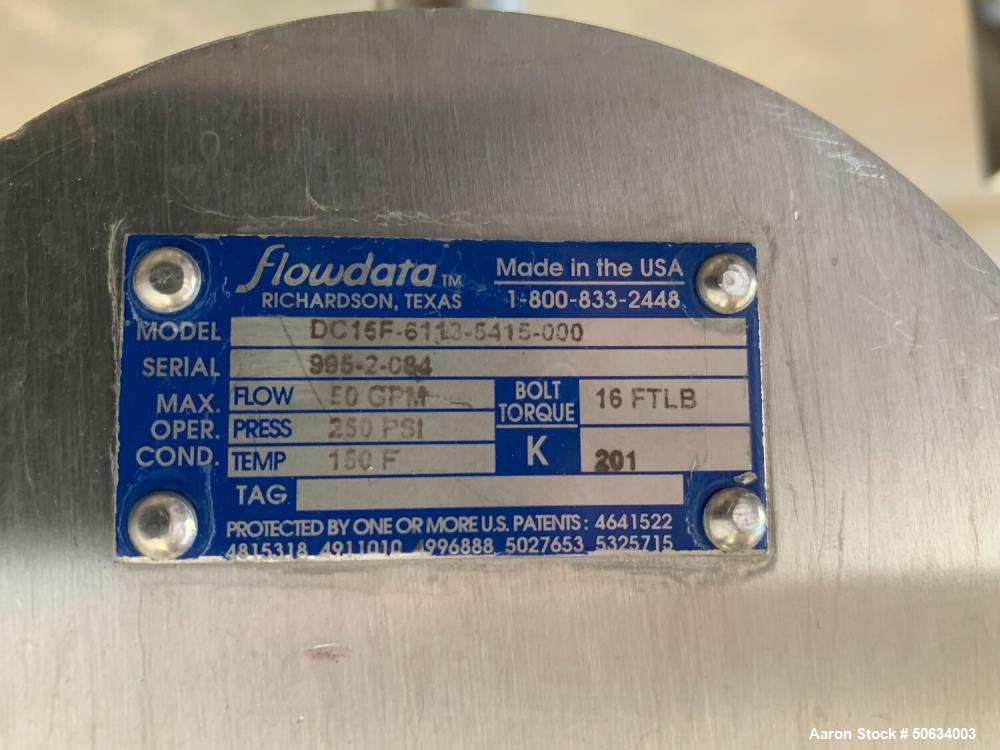 flowdata TM
RICHARDSON, TEXAS
Made in the USA
1-800-833-2448
MODEL DC15F-6113-5415-000
SERIAL 995-2-084
MAX. OPER. COND.
FLOW 50 GPM
PRESS 250 PSI
TEMP 150 F
BOLT TORQUE 16 FTLB
K 201
TAG
PROTECTED BY ONE OR MORE U.S. PATENTS: 4641522
4815318 4911010 4996888 5027653 5325715
Aaron Stock # 50634003